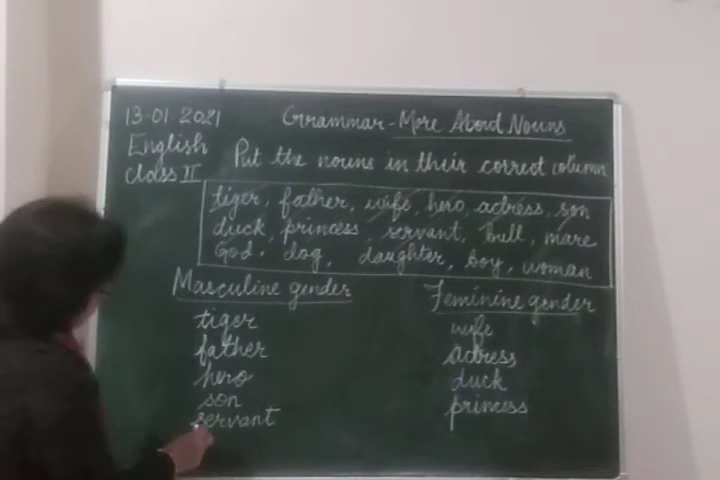 13.01.2021
Grammar - More About Nouns
English
Class II
Put the nouns in their correct column
tiger, father, wife, hero, actress, son
duck, princess, servant, bull, mare
God, dog, daughter, boy, woman
Masculine gender
Feminine gender
tiger
wife
father
actress
hero
duck
son
princess
servant